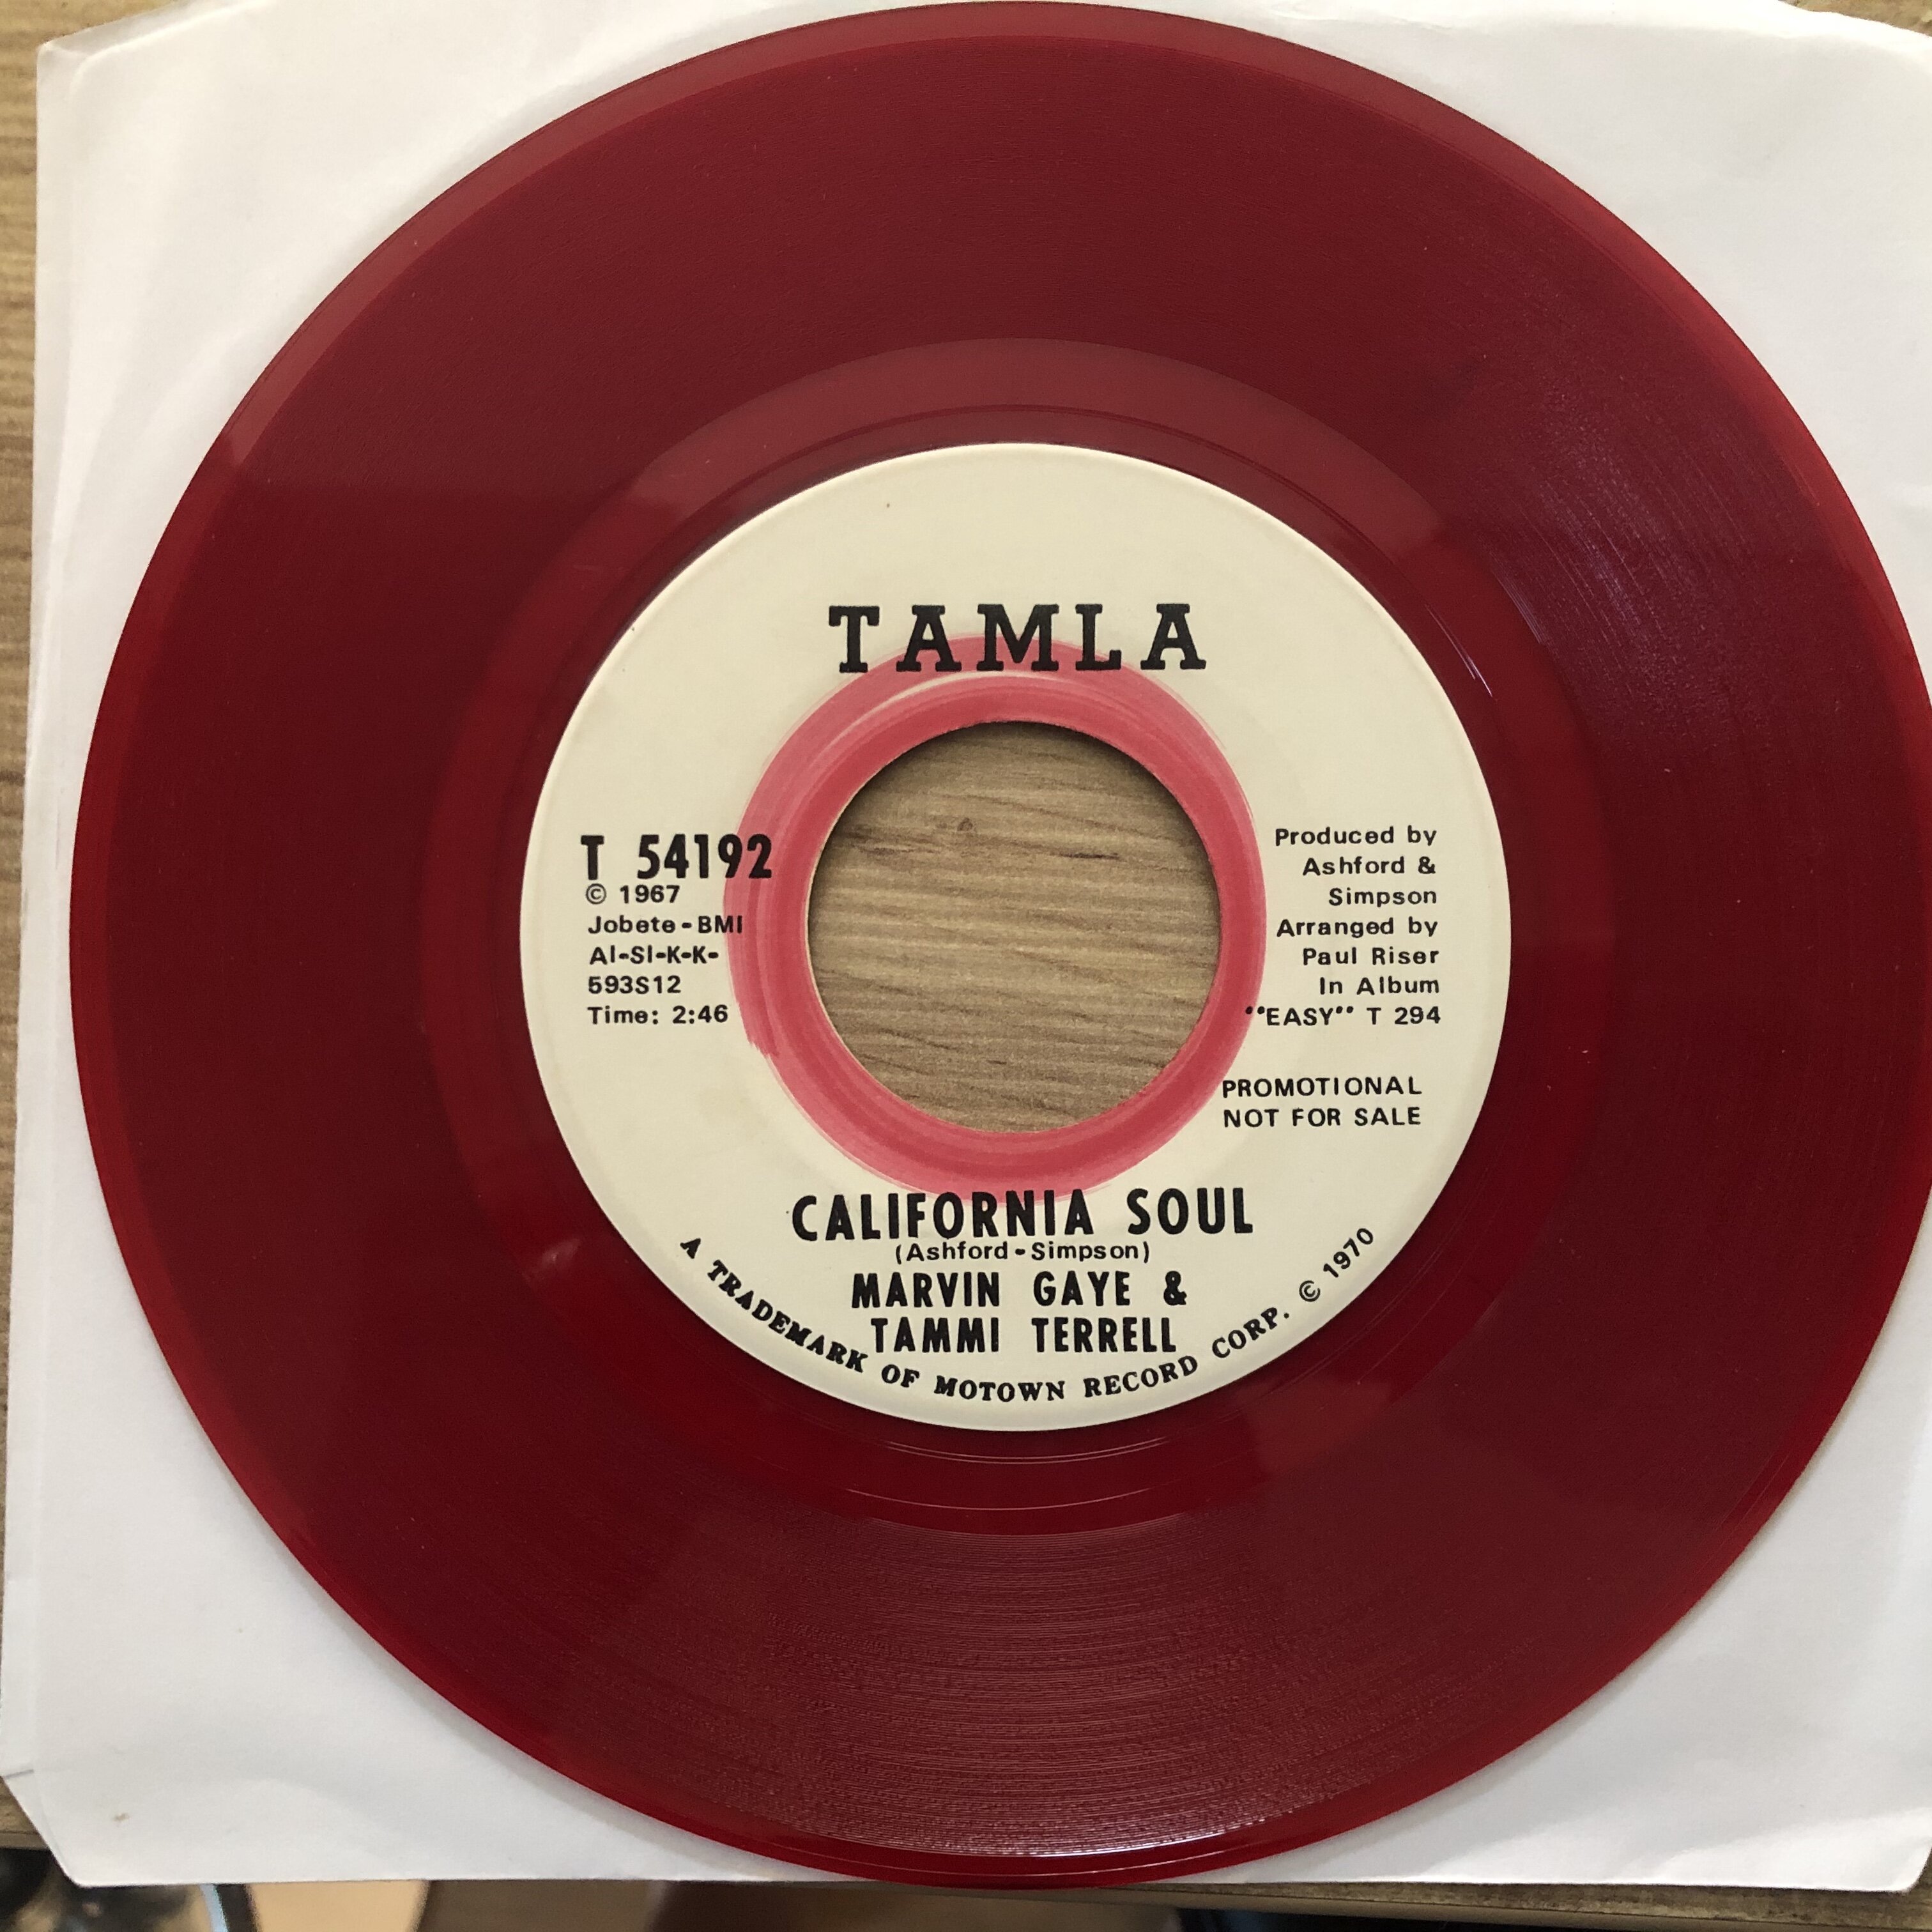 TAMLA
T 54192
© 1967
Jobete-BMI
AI-SI-K-K-
593S12
Time: 2:46
Produced by
Ashford &
Simpson
Arranged by
Paul Riser
In Album
"EASY" T 294
PROMOTIONAL
NOT FOR SALE
CALIFORNIA SOUL
(Ashford-Simpson)
MARVIN GAYE &
TAMMI TERRELL
A TRADEMARK OF MOTOWN RECORD CORP. © 1970